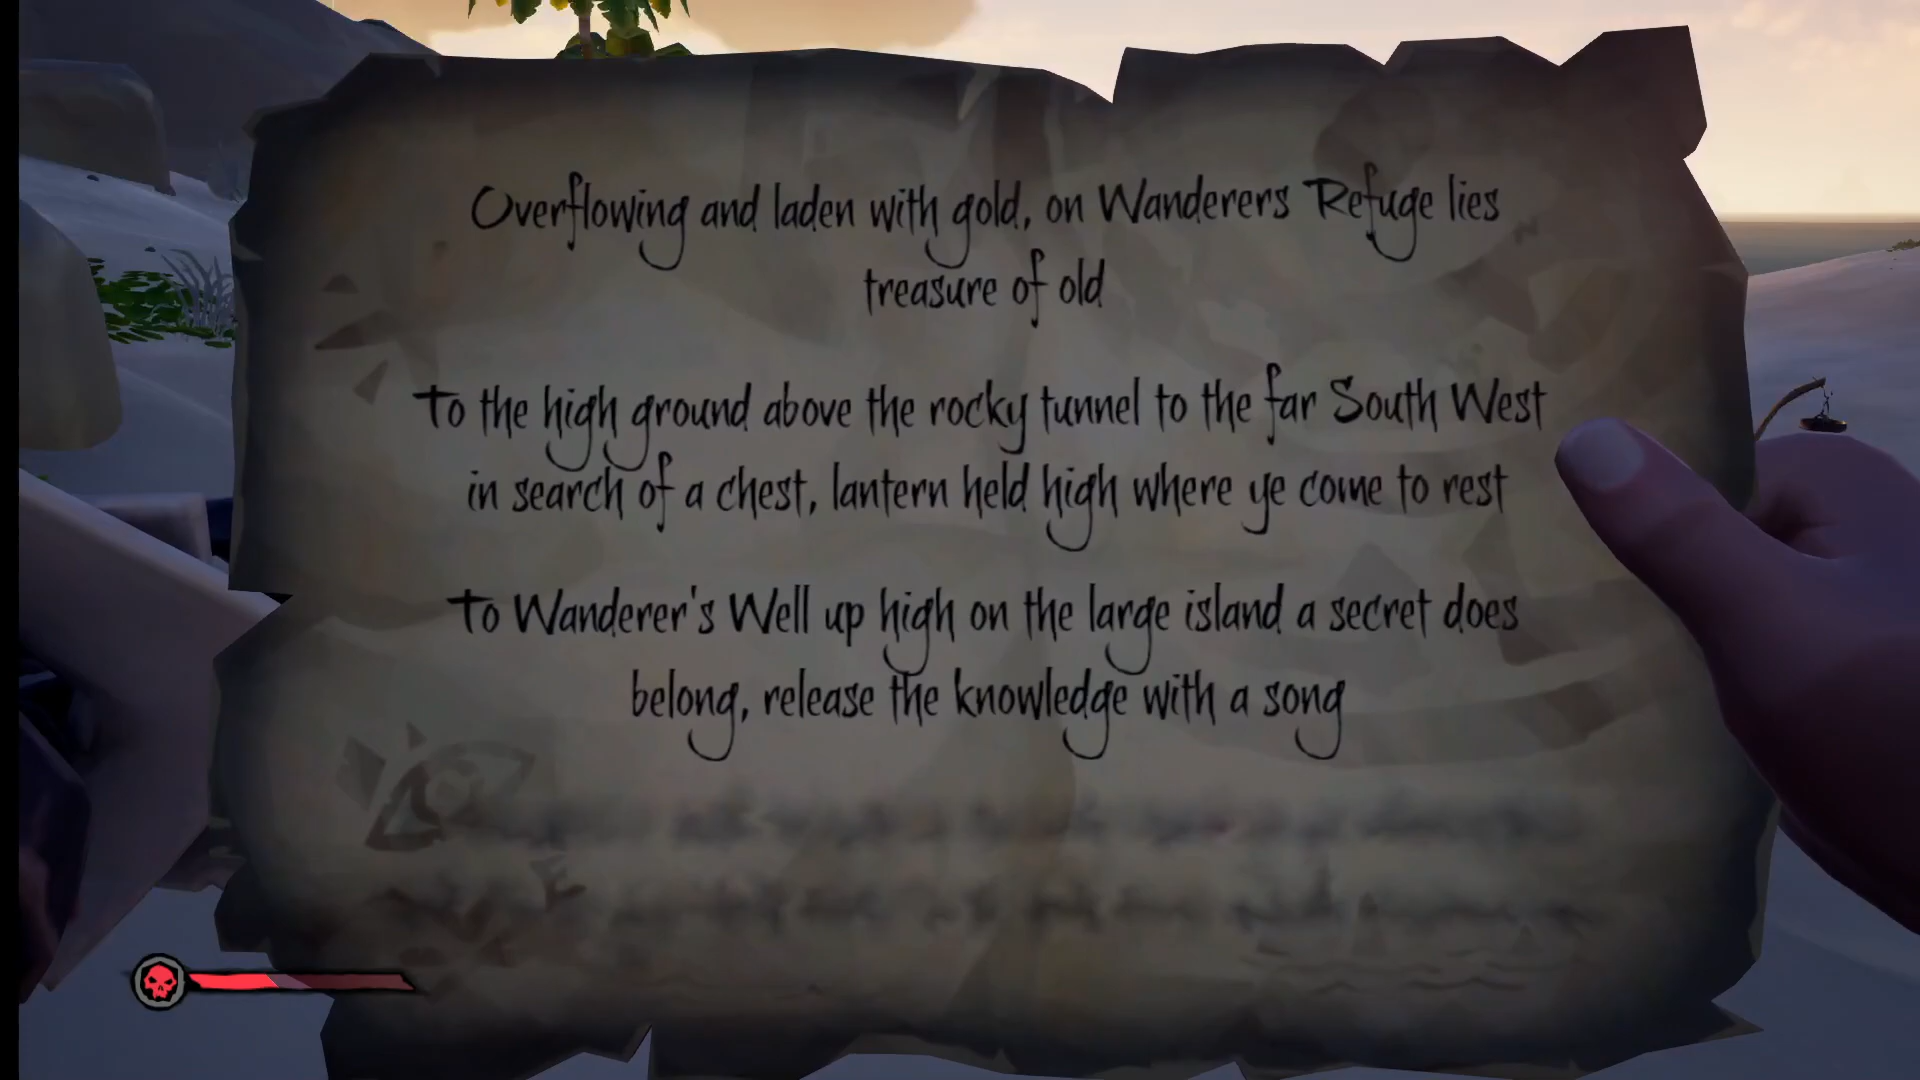 Overflowing and laden with gold, on Wanderers Refuge lies
treasure of old
To the high ground above the rocky tunnel to the far South West
in search of a chest, lantern held high where ye come to rest
To Wanderer's Well up high on the large island a secret does
belong, release the knowledge with a song